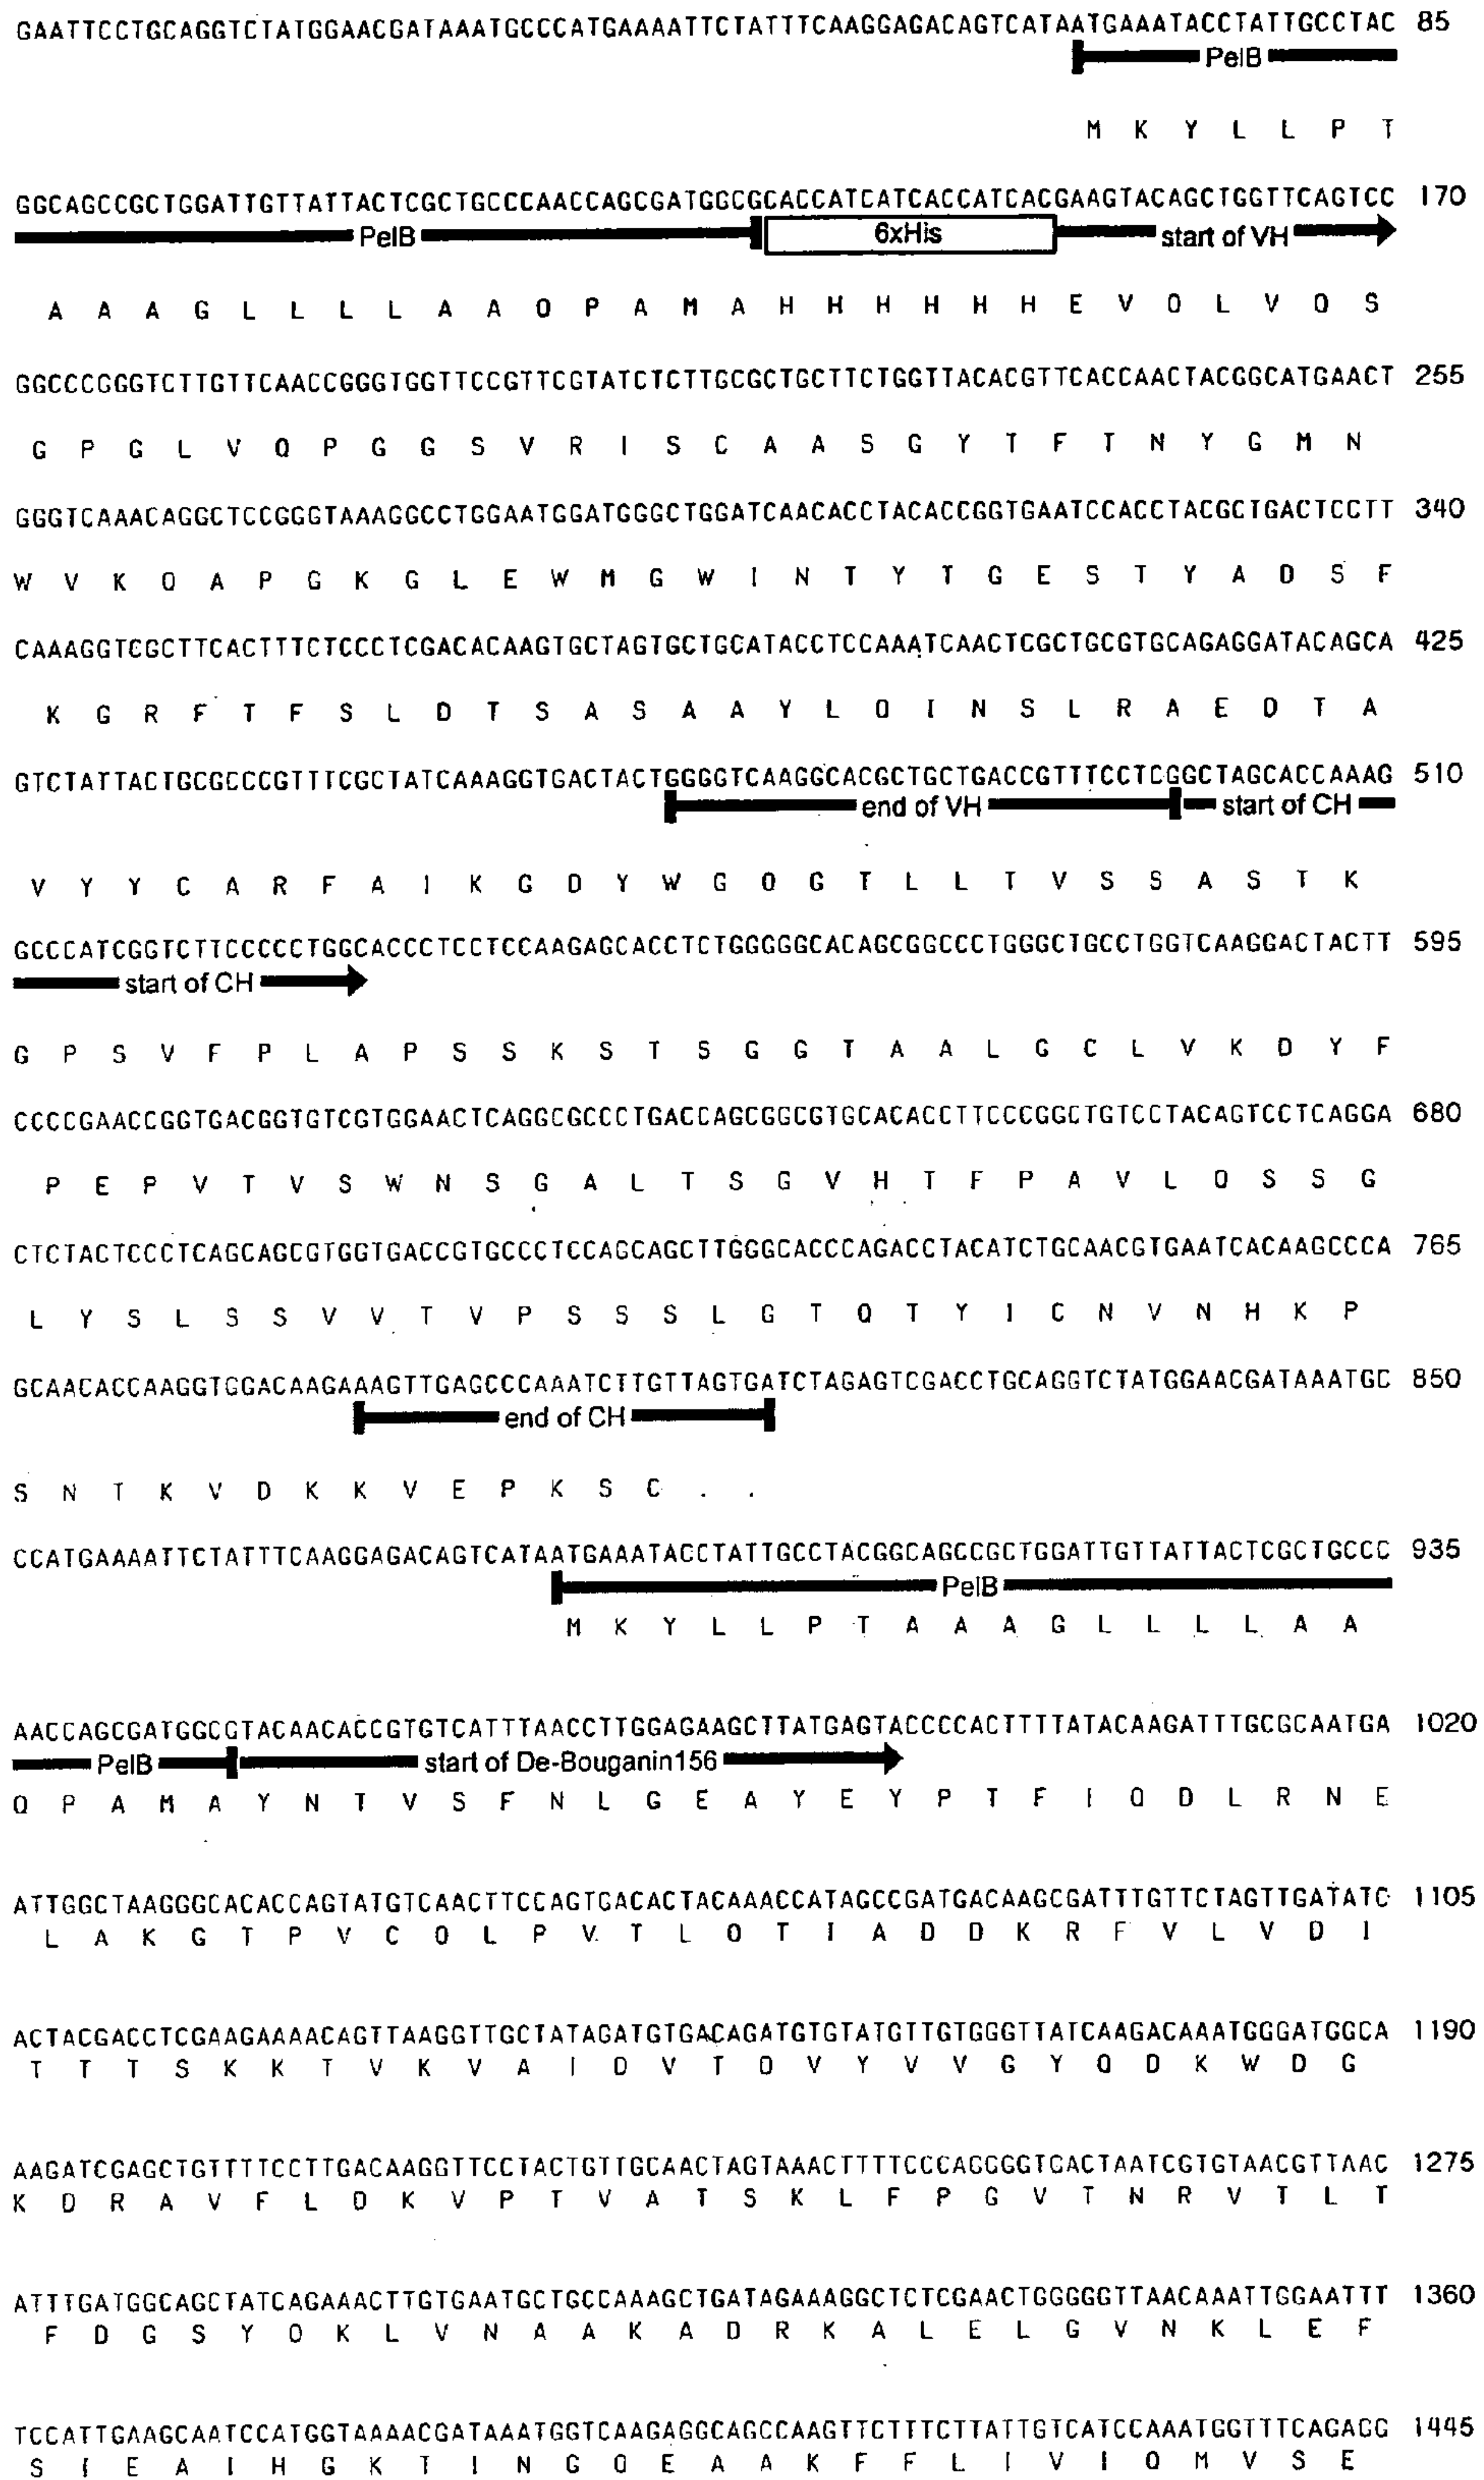 GAATTCCTGCAGGTCTATGGAACGATAAATGCCCATGAAAATTCTATTTCAAGGAGACAGTCATAATGAAATACCTATTGCCTAC 85
PelB
M K Y L L P T
GGCAGCCGCTGGATTGTTATTACTCGCTGCCCAACCAGCGATGGCGCACCATCATCACCATCACGAAGTACAGCTGGTTCAGTCC 170
PelB 6xHis start of VH
A A A G L L L L A A Q P A M A H H H H H H E V Q L V Q S
GGCCCGGGTCTTGTTCAACCGGGTGGTTCCGTTCGTATCTCTTGCGCTGCTTCTGGTTACACGTTCACCAACTACGGCATGAACT 255
G P G L V Q P G G S V R I S C A A S G Y T F T N Y G M N
GGGTCAAACAGGCTCCGGGTAAAGGCCTGGAATGGATGGGCTGGATCAACACCTACACCGGTGAATCCACCTACGCTGACTCCTT 340
W V K Q A P G K G L E W M G W I N T Y T G E S T Y A D S F
CAAAGGTCGCTTCACTTTCTCCCTCGACACAAGTGCTAGTGCTGCATACCTCCAAATCAACTCGCTGCGTGCAGAGGATACAGCA 425
K G R F T F S L D T S A S A A Y L Q I N S L R A E D T A
GTCTATTACTGCGCCCGTTTCGCTATCAAAGGTGACTACTGGGGTCAAGGCACGCTGCTGACCGTTTCCTCGGCTAGCACCAAAG 510
end of VH start of CH
V Y Y C A R F A I K G D Y W G Q G T L L T V S S A S T K
GCCCATCGGTCTTCCCCCTGGCACCCTCCTCCAAGAGCACCTCTGGGGGCACAGCGGCCCTGGGCTGCCTGGTCAAGGACTACTT 595
start of CH
G P S V F P L A P S S K S T S G G T A A L G C L V K D Y F
CCCCGAACCGGTGACGGTGTCGTGGAACTCAGGCGCCCTGACCAGCGGCGTGCACACCTTCCCGGCTGTCCTACAGTCCTCAGGA 680
P E P V T V S W N S G A L T S G V H T F P A V L Q S S G
CTCTACTCCCTCAGCAGCGTGGTGACCGTGCCCTCCAGCAGCTTGGGCACCCAGACCTACATCTGCAACGTGAATCACAAGCCCA 765
L Y S L S S V V T V P S S S L G T Q T Y I C N V N H K P
GCAACACCAAGGTGGACAAGAAAGTTGAGCCCAAATCTTGTTAGTGATCTAGAGTCGACCTGCAGGTCTATGGAACGATAAATGC 850
end of CH
S N T K V D K K V E P K S C . .
CCATGAAAATTCTATTTCAAGGAGACAGTCATAATGAAATACCTATTGCCTACGGCAGCCGCTGGATTGTTATTACTCGCTGCCC 935
PelB
M K Y L L P T A A A G L L L L A A
AACCAGCGATGGCGTACAACACCGTGTCATTTAACCTTGGAGAAGCTTATGAGTACCCCACTTTTATACAAGATTTGCGCAATGA 1020
PelB start of De-Bouganin156
Q P A M A Y N T V S F N L G E A Y E Y P T F I Q D L R N E
ATTGGCTAAGGGCACACCAGTATGTCAACTTCCAGTGACACTACAAACCATAGCCGATGACAAGCGATTTGTTCTAGTTGATATC 1105
L A K G T P V C Q L P V T L Q T I A D D K R F V L V D I
ACTACGACCTCGAAGAAAACAGTTAAGGTTGCTATAGATGTGACAGATGTGTATGTTGTGGGTTATCAAGACAAATGGGATGGCA 1190
T T T S K K T V K V A I D V T D V Y V V G Y Q D K W D G
AAGATCGAGCTGTTTTCCTTGACAAGGTTCCTACTGTTGCAACTAGTAAACTTTTCCCAGGGGTGACTAATCGTGTAACGTTAAC 1275
K D R A V F L D K V P T V A T S K L F P G V T N R V T L T
ATTTGATGGCAGCTATCAGAAACTTGTGAATGCTGCCAAAGCTGATAGAAAGGCTCTCGAACTGGGGGTTAACAAATTGGAATTT 1360
F D G S Y Q K L V N A A K A D R K A L E L G V N K L E F
TCCATTGAAGCAATCCATGGTAAAACGATAAATGGTCAAGAGGCAGCCAAGTTCTTTCTTATTGTCATCCAAATGGTTTCAGAGG 1445
S I E A I H G K T I N G Q E A A K F F L I V I Q M V S E